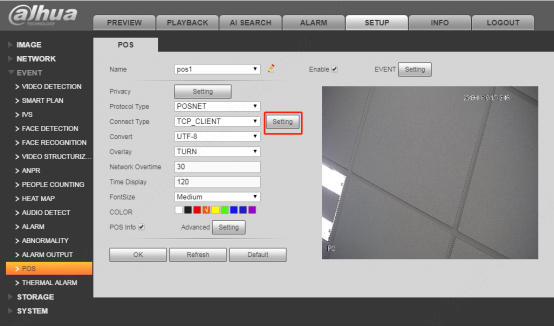 alhua
TECHNOLOGY
PREVIEW PLAYBACK AI SEARCH ALARM SETUP INFO LOGOUT
IMAGE
NETWORK
EVENT
VIDEO DETECTION
SMART PLAN
IVS
FACE DETECTION
FACE RECOGNITION
VIDEO STRUCTURIZ...
ANPR
PEOPLE COUNTING
HEAT MAP
AUDIO DETECT
ALARM
ABNORMALITY
ALARM OUTPUT
POS
THERMAL ALARM
STORAGE
SYSTEM
POS
Name pos1 Enable EVENT Setting
Privacy Setting
Protocol Type POSNET
Connect Type TCP_CLIENT Setting
Convert UTF-8
Overlay TURN
Network Overtime 30
Time Display 120
FontSize Medium
COLOR
POS Info Advanced Setting
OK Refresh Default